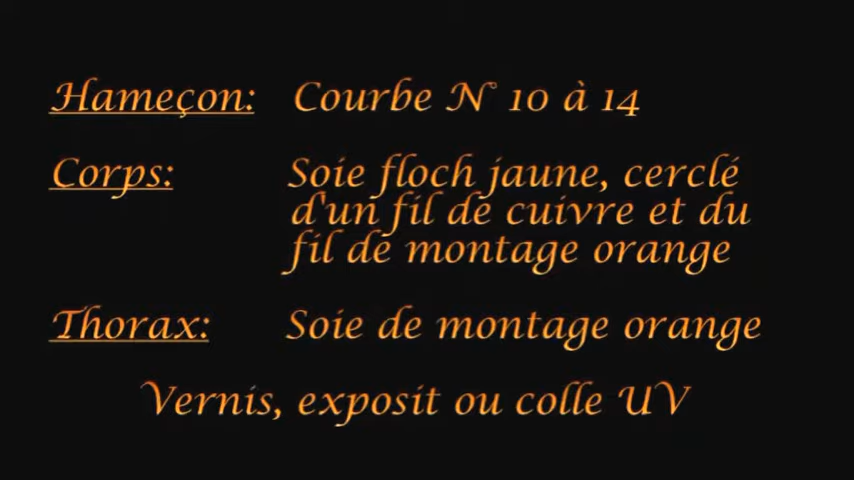 Hameçon: Courbe N° 10 à 14
Corps: Soie floch jaune, cerclé
d'un fil de cuivre et du
fil de montage orange
Thorax: Soie de montage orange
Vernis, exposit ou colle UV